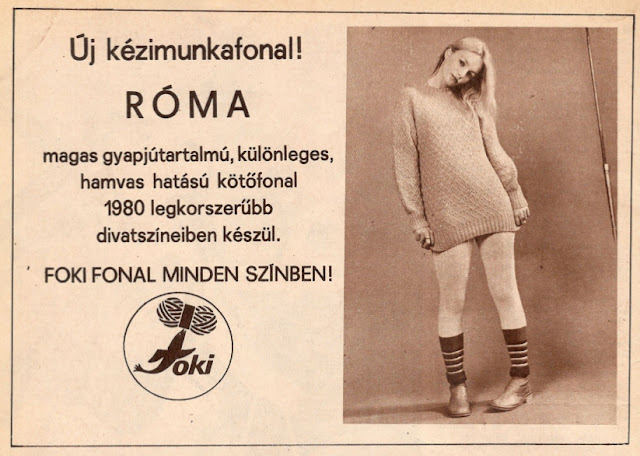 Új kézimunkafonal!
RÓMA
magas gyapjútartalmú, különleges,
hamvas hatású kötőfonal
1980 legkorszerűbb
divatszíneiben készül.
FOKI FONAL MINDEN SZÍNBEN!
Foki